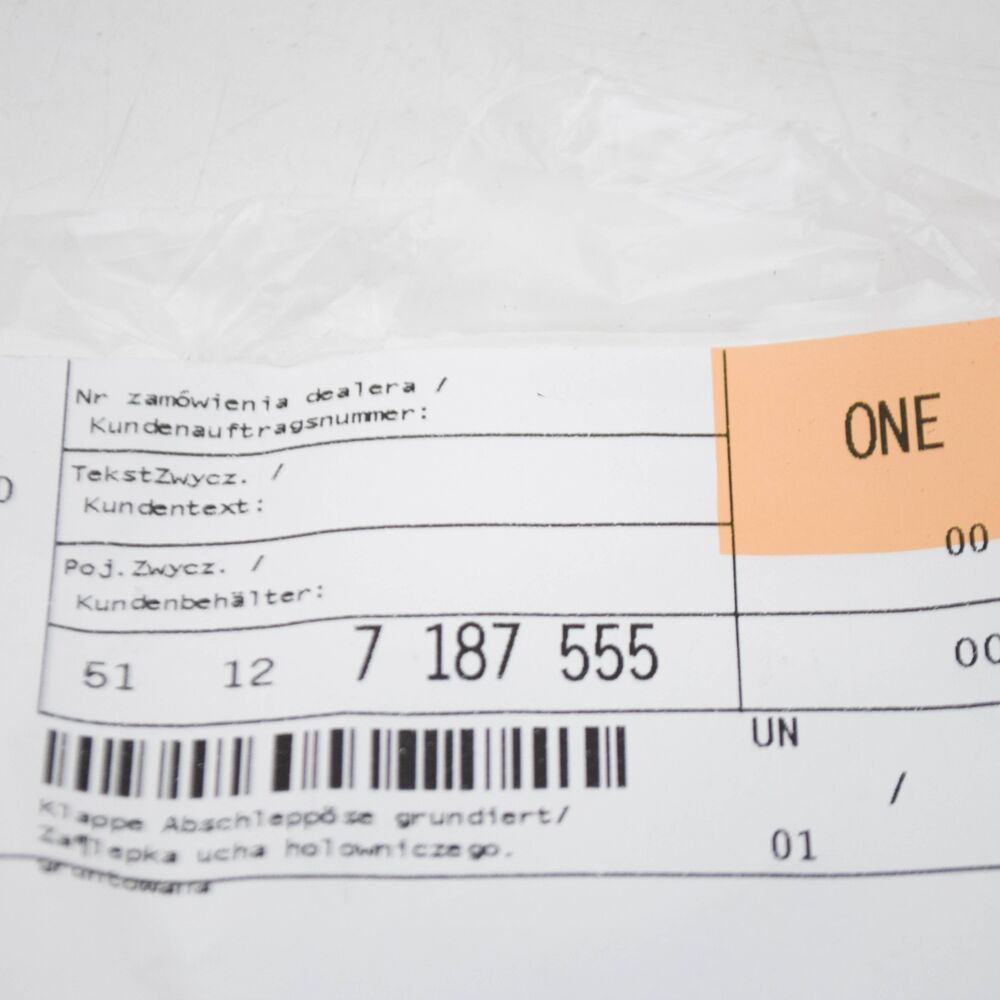 Nr zamówienia dealera /
Kundenauftragsnummer:
ONE
TekstZwycz. /
Kundentext:
00
Poj.Zwycz. /
Kundenbehälter:
51 12 7 187 555
00
UN
/
01
Klappe Abschleppöse grundiert/
Zaślepka ucha holowniczego.
gruntowana